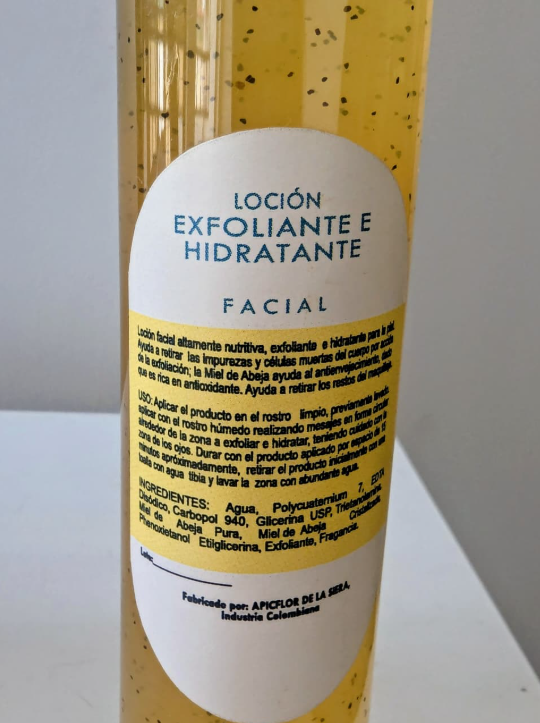 LOCIÓN
EXFOLIANTE E
HIDRATANTE
FACIAL
Loción facial altamente nutritiva, exfoliante e hidratante para la piel.
Ayuda a retirar las impurezas y células muertas del cuerpo por acción
de la exfoliación; la Miel de Abeja ayuda al antienvejecimiento, dado
que es rica en antioxidante. Ayuda a retirar los restos del maquillaje.
USO: Aplicar el producto en el rostro limpio, previamente lavado,
aplicar con el rostro húmedo realizando mesajes en forma circular
alrededor de la zona a exfoliar e hidratar, teniendo cuidado con la
zona de los ojos. Durar con el producto aplicado por espacio de 15
minutos apróximadamente, retirar el producto inicialmente con una
toalla con agua tibia y lavar la zona con abundante agua.
INGREDIENTES: Agua, Polycuaternium 7, EDTA
Disódico, Carbopol 940, Glicerina USP, Trietanolamina,
Miel de Abeja Pura, Miel de Abeja Cristalizada,
Phenoxietanol Etilglicerina, Exfoliante, Fragancia.
Lote:
Fabricado por: APICFLOR DE LA SIERA,
Industria Colombiana